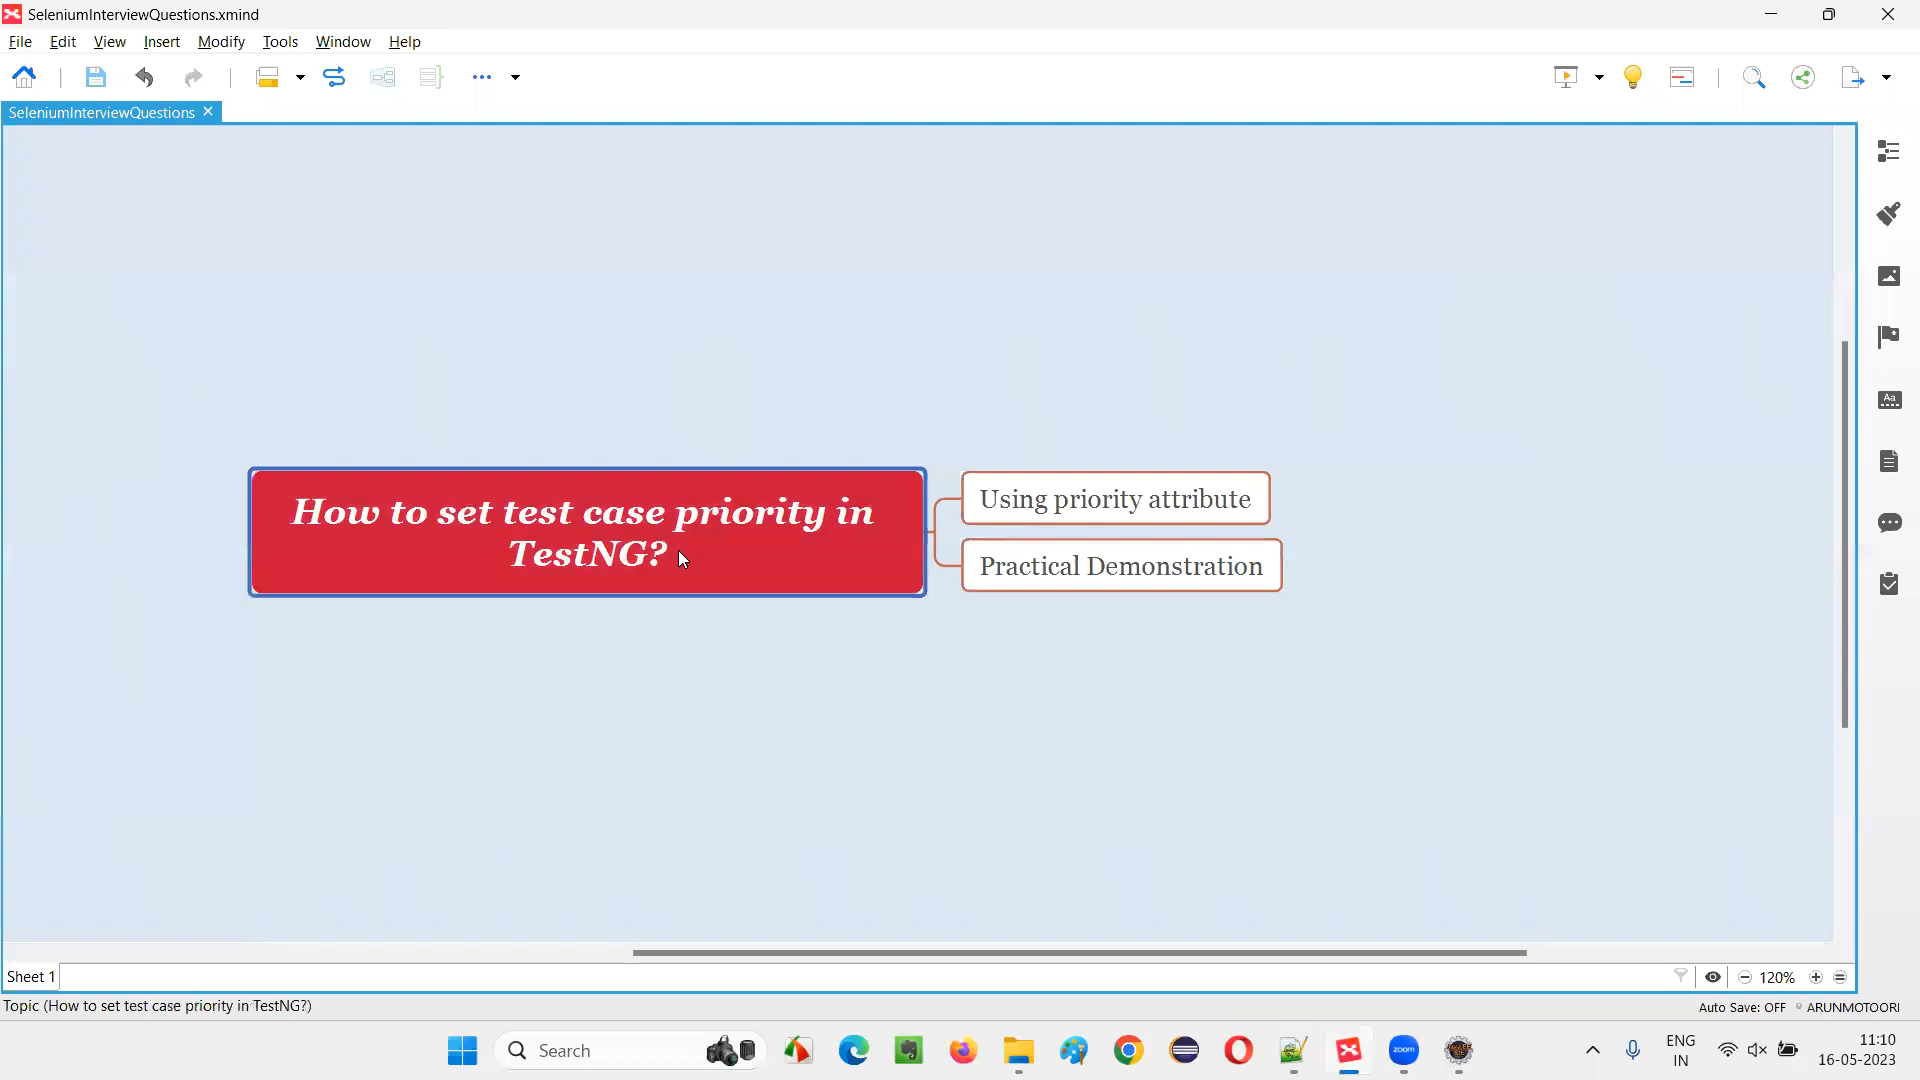 SeleniumInterviewQuestions.xmind
File Edit View Insert Modify Tools Window Help
SeleniumInterviewQuestions
How to set test case priority in
TestNG?
Using priority attribute
Practical Demonstration
Aa
Sheet 1
120%
Topic (How to set test case priority in TestNG?)
Auto Save: OFF
ARUNMOTOORI
Search
zoom
ENG
IN
11:10
16-05-2023